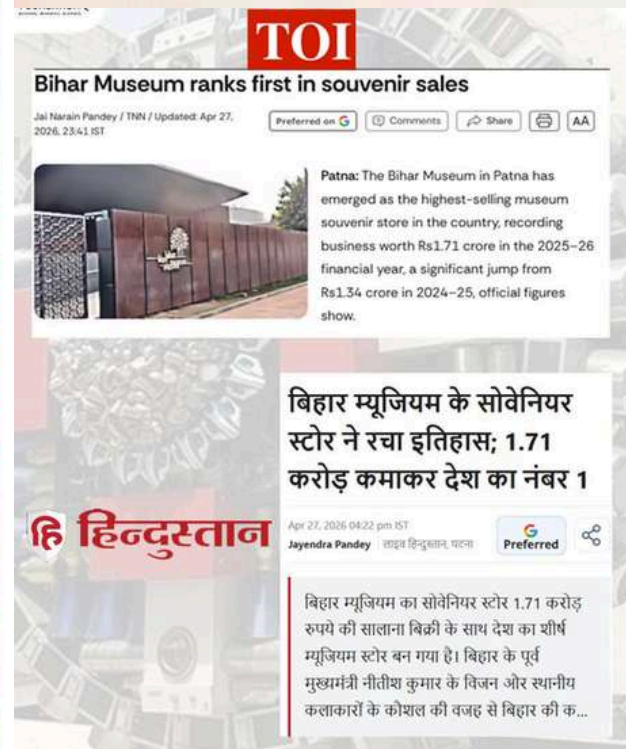 TOI
Bihar Museum ranks first in souvenir sales
Jai Narain Pandey / TNN / Updated: Apr 27,
2026, 23:41 IST
Preferred on G
Comments
Share
AA
Patna: The Bihar Museum in Patna has
emerged as the highest-selling museum
souvenir store in the country, recording
business worth Rs1.71 crore in the 2025–26
financial year, a significant jump from
Rs1.34 crore in 2024–25, official figures
show.
बिहार म्यूजियम के सोवेनियर
स्टोर ने रचा इतिहास; 1.71
करोड़ कमाकर देश का नंबर 1
हि हिन्दुस्तान
Apr 27, 2026 04:22 pm IST
Jayendra Pandey लाइव हिन्दुस्तान, पटना
G
Preferred
बिहार म्यूजियम का सोवेनियर स्टोर 1.71 करोड़
रुपये की सालाना बिक्री के साथ देश का शीर्ष
म्यूजियम स्टोर बन गया है। बिहार के पूर्व
मुख्यमंत्री नीतीश कुमार के विजन ओर स्थानीय
कलाकारों के कौशल की वजह से बिहार की क...